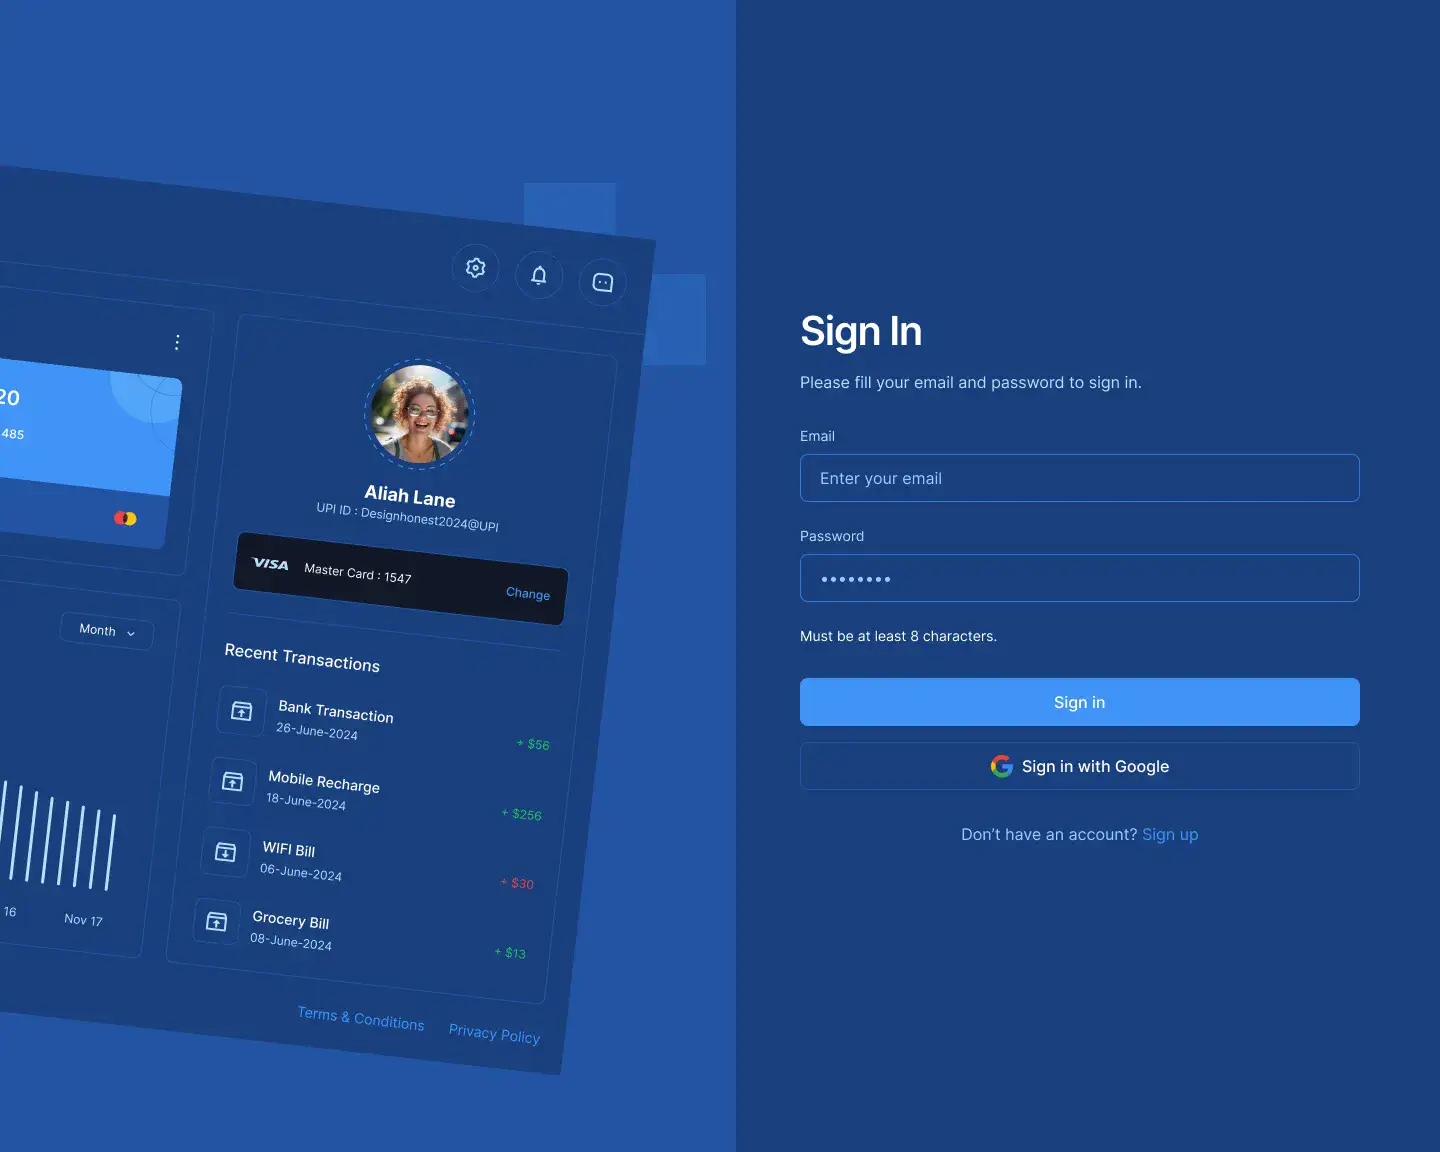 20
485
Month
16
Nov 17
Aliah Lane
UPI ID : Designhonest2024@UPI
VISA
Master Card : 1547
Change
Recent Transactions
Bank Transaction
26-June-2024
+ $56
Mobile Recharge
18-June-2024
+ $256
WIFI Bill
06-June-2024
+ $30
Grocery Bill
08-June-2024
+ $13
Terms & Conditions
Privacy Policy
Sign In
Please fill your email and password to sign in.
Email
Enter your email
Password
Must be at least 8 characters.
Sign in
Sign in with Google
Don’t have an account? Sign up